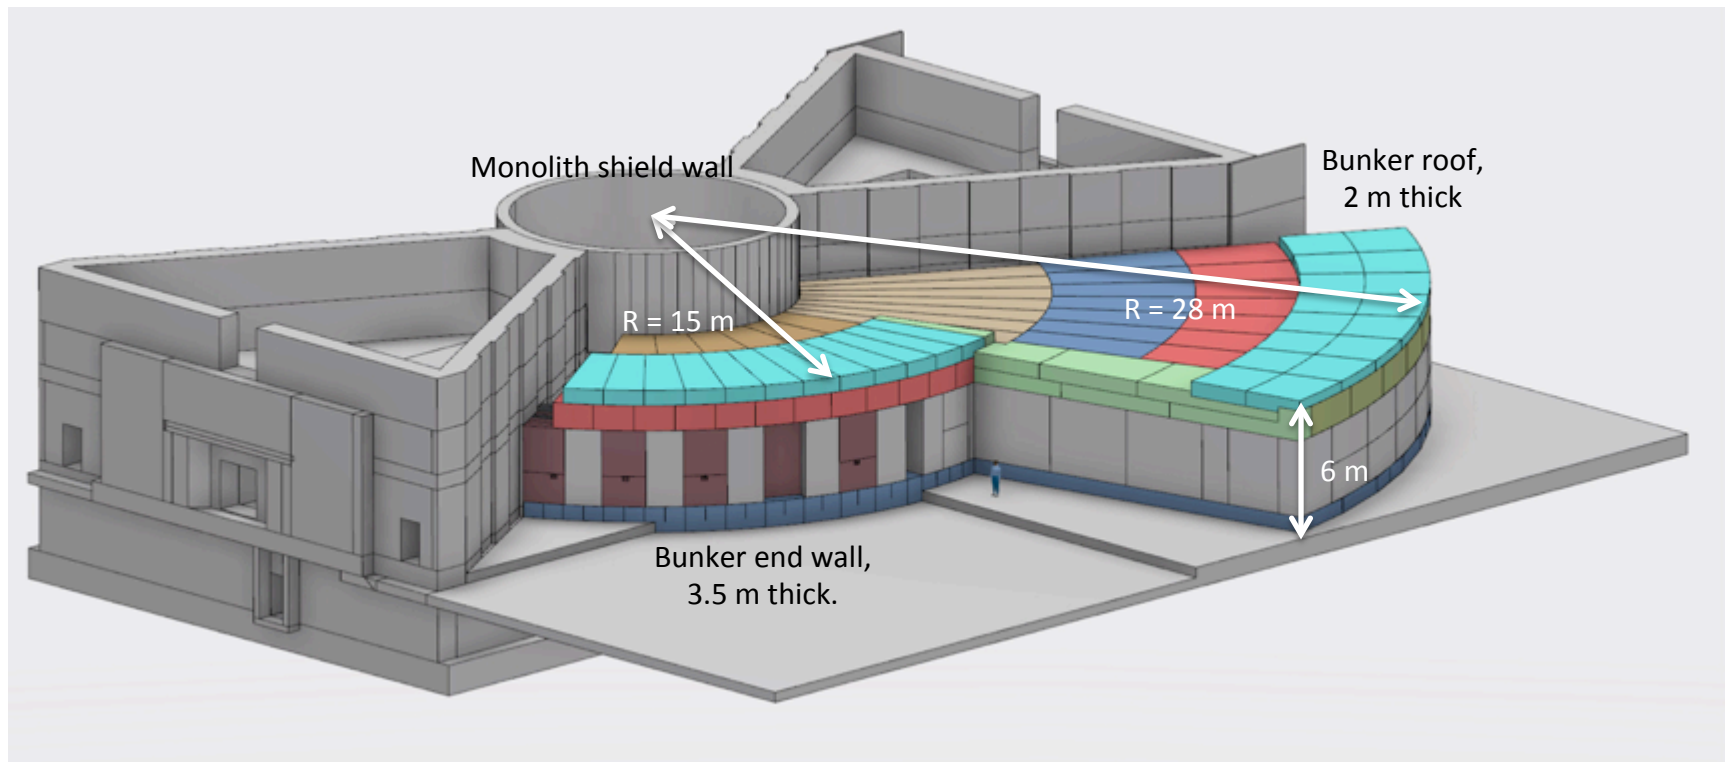 Monolith shield wall
Bunker roof,
2 m thick
R = 15 m
R = 28 m
6 m
Bunker end wall,
3.5 m thick.